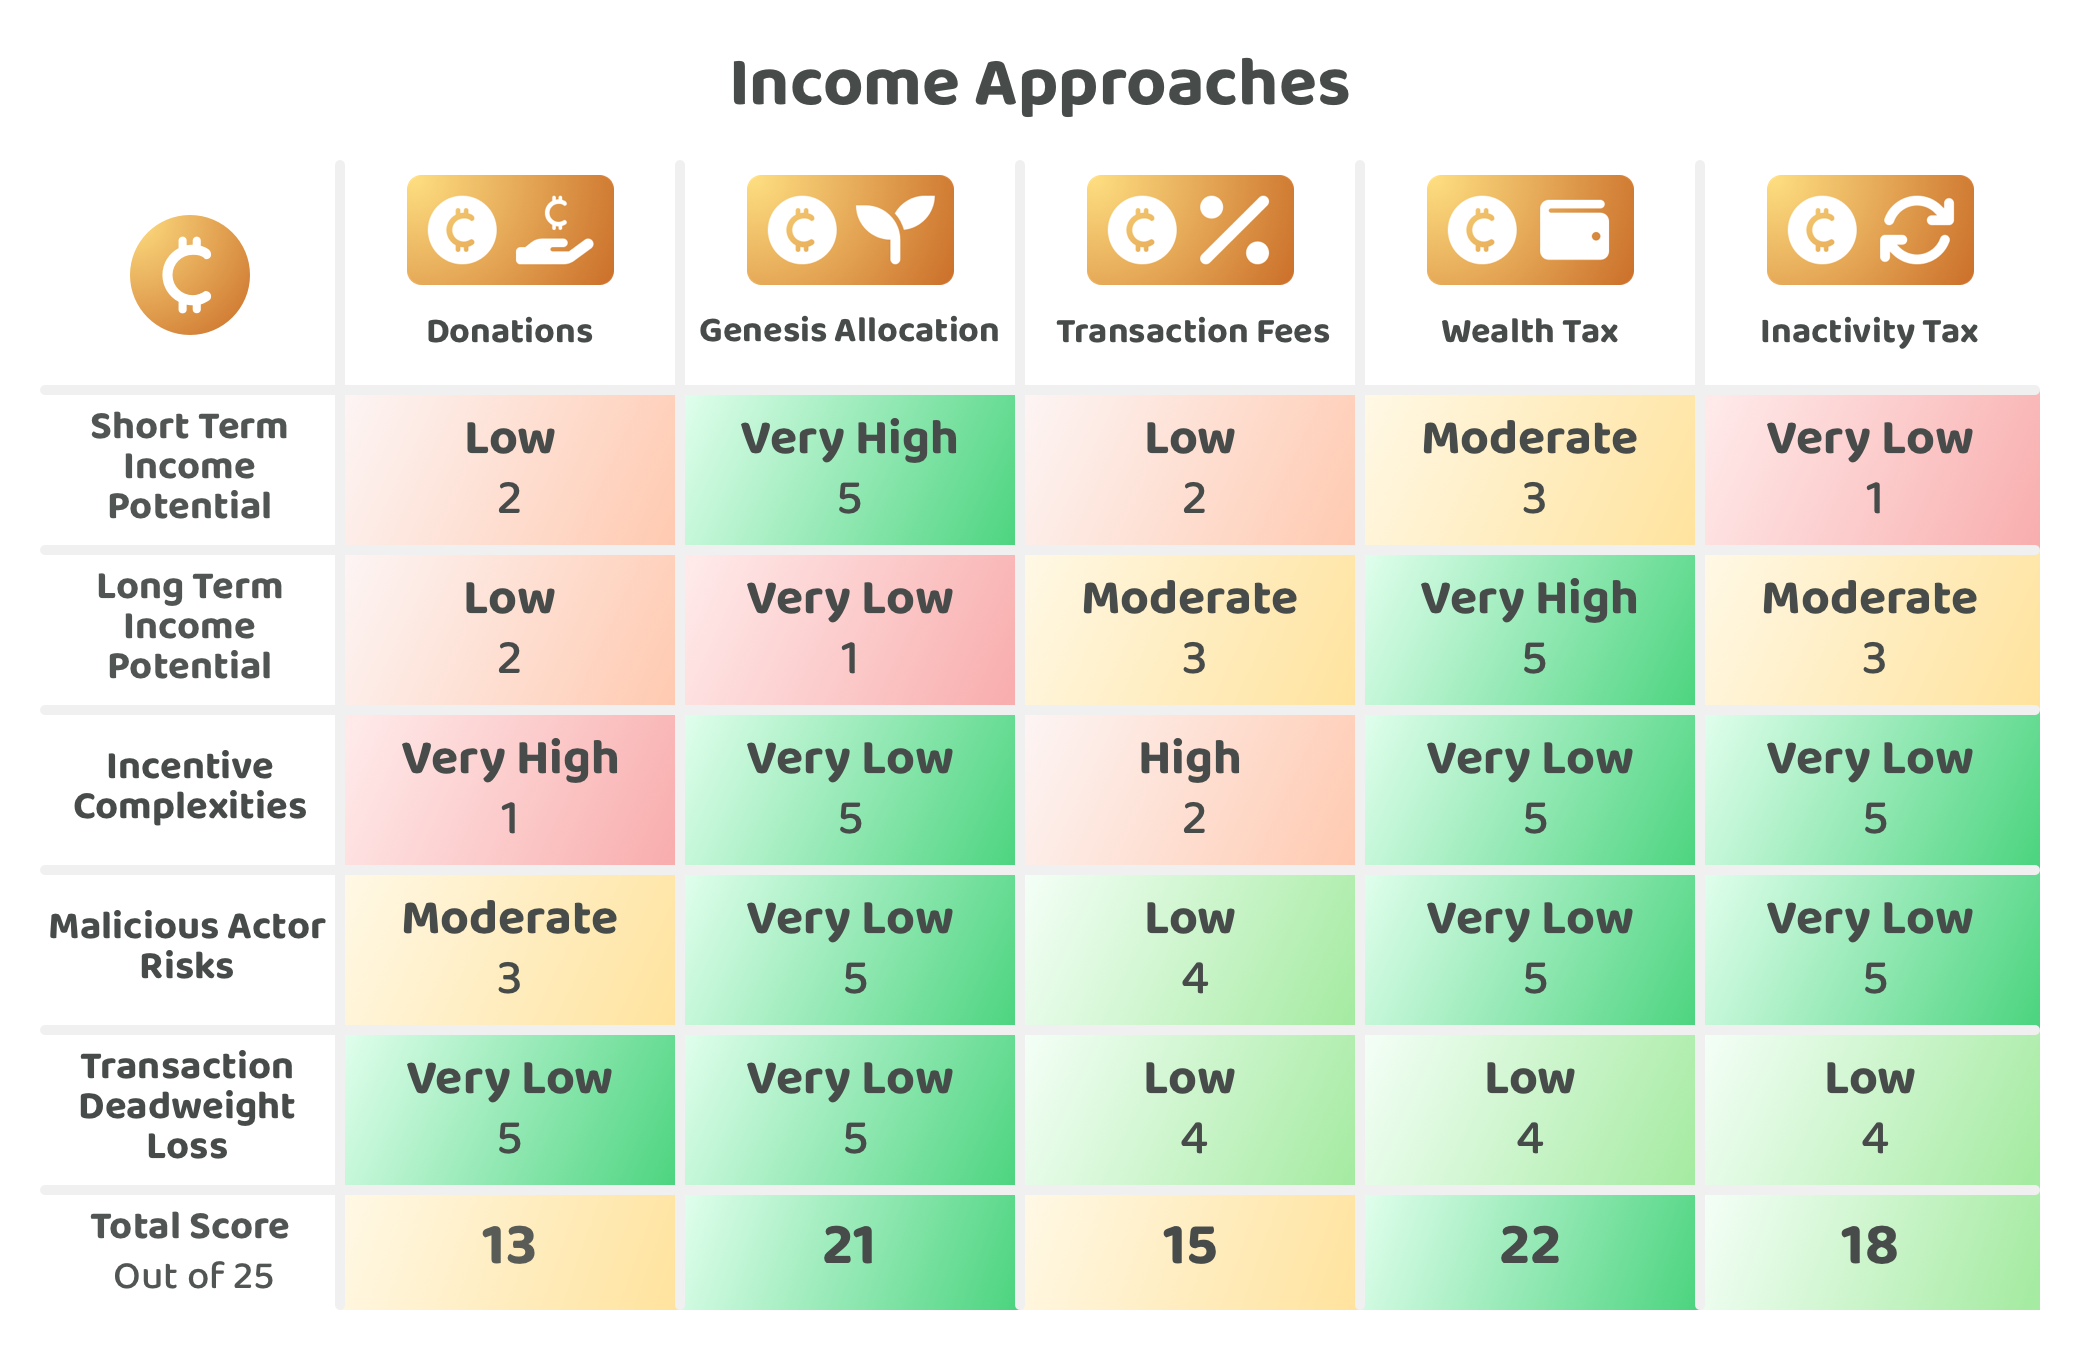 Income Approaches
Donations
Genesis Allocation
Transaction Fees
Wealth Tax
Inactivity Tax
Short Term
Income
Potential
Low
2
Very High
5
Low
2
Moderate
3
Very Low
1
Long Term
Income
Potential
Low
2
Very Low
1
Moderate
3
Very High
5
Moderate
3
Incentive
Complexities
Very High
1
Very Low
5
High
2
Very Low
5
Very Low
5
Malicious Actor
Risks
Moderate
3
Very Low
5
Low
4
Very Low
5
Very Low
5
Transaction
Deadweight
Loss
Very Low
5
Very Low
5
Low
4
Low
4
Low
4
Total Score
Out of 25
13
21
15
22
18